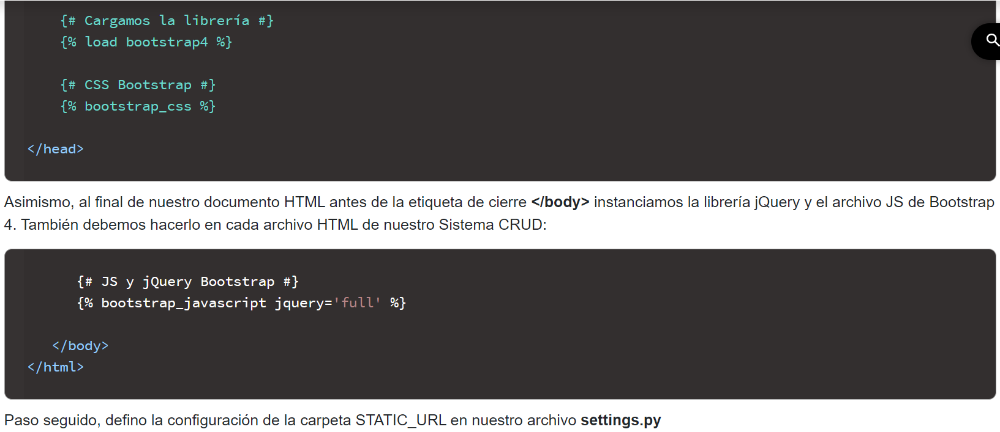 {# Cargamos la librería #}
{% load bootstrap4 %}
{# CSS Bootstrap #}
{% bootstrap_css %}
</head>
Asimismo, al final de nuestro documento HTML antes de la etiqueta de cierre </body> instanciamos la librería jQuery y el archivo JS de Bootstrap
4. También debemos hacerlo en cada archivo HTML de nuestro Sistema CRUD:
{# JS y jQuery Bootstrap #}
{% bootstrap_javascript jquery='full' %}
</body>
</html>
Paso seguido, defino la configuración de la carpeta STATIC_URL en nuestro archivo settings.py